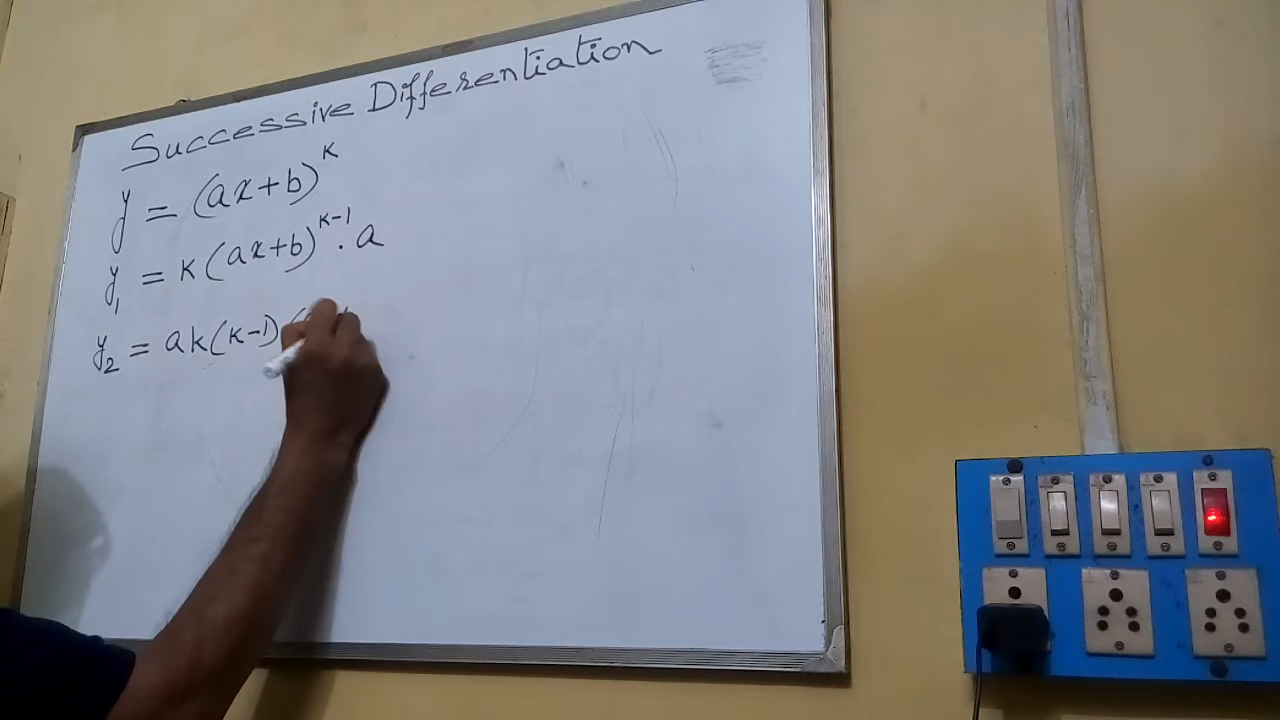 Successive Differentiation
y = (ax+b)^k
y₁ = k(ax+b)^(k-1) . a
y₂ = ak(k-1)(